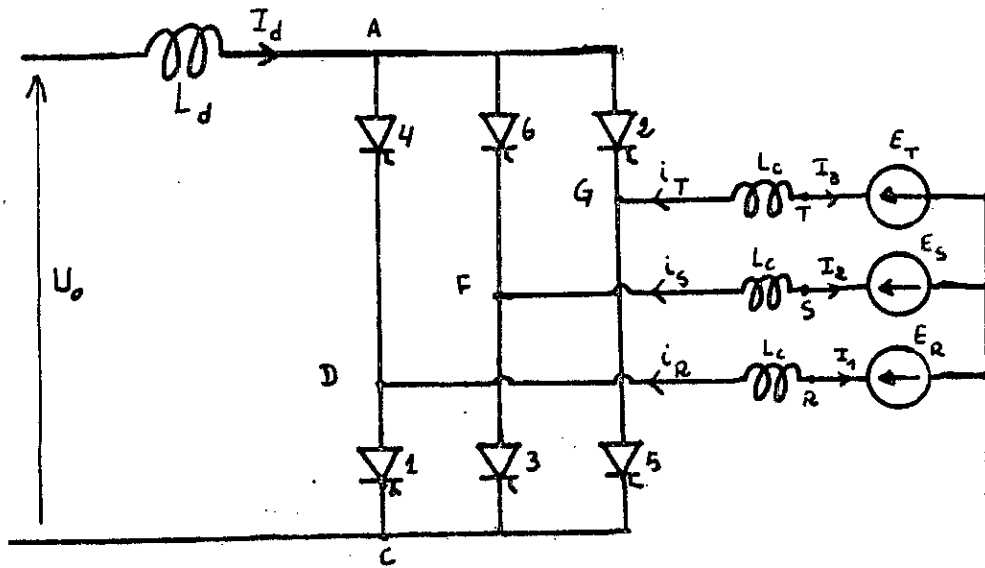 I_d A
L_d
4 6 2
E_T
G i_T L_c I_3
T
U_o
F i_S L_c I_2 E_S
S
D i_R L_c I_1 E_R
R
1 3 5
C